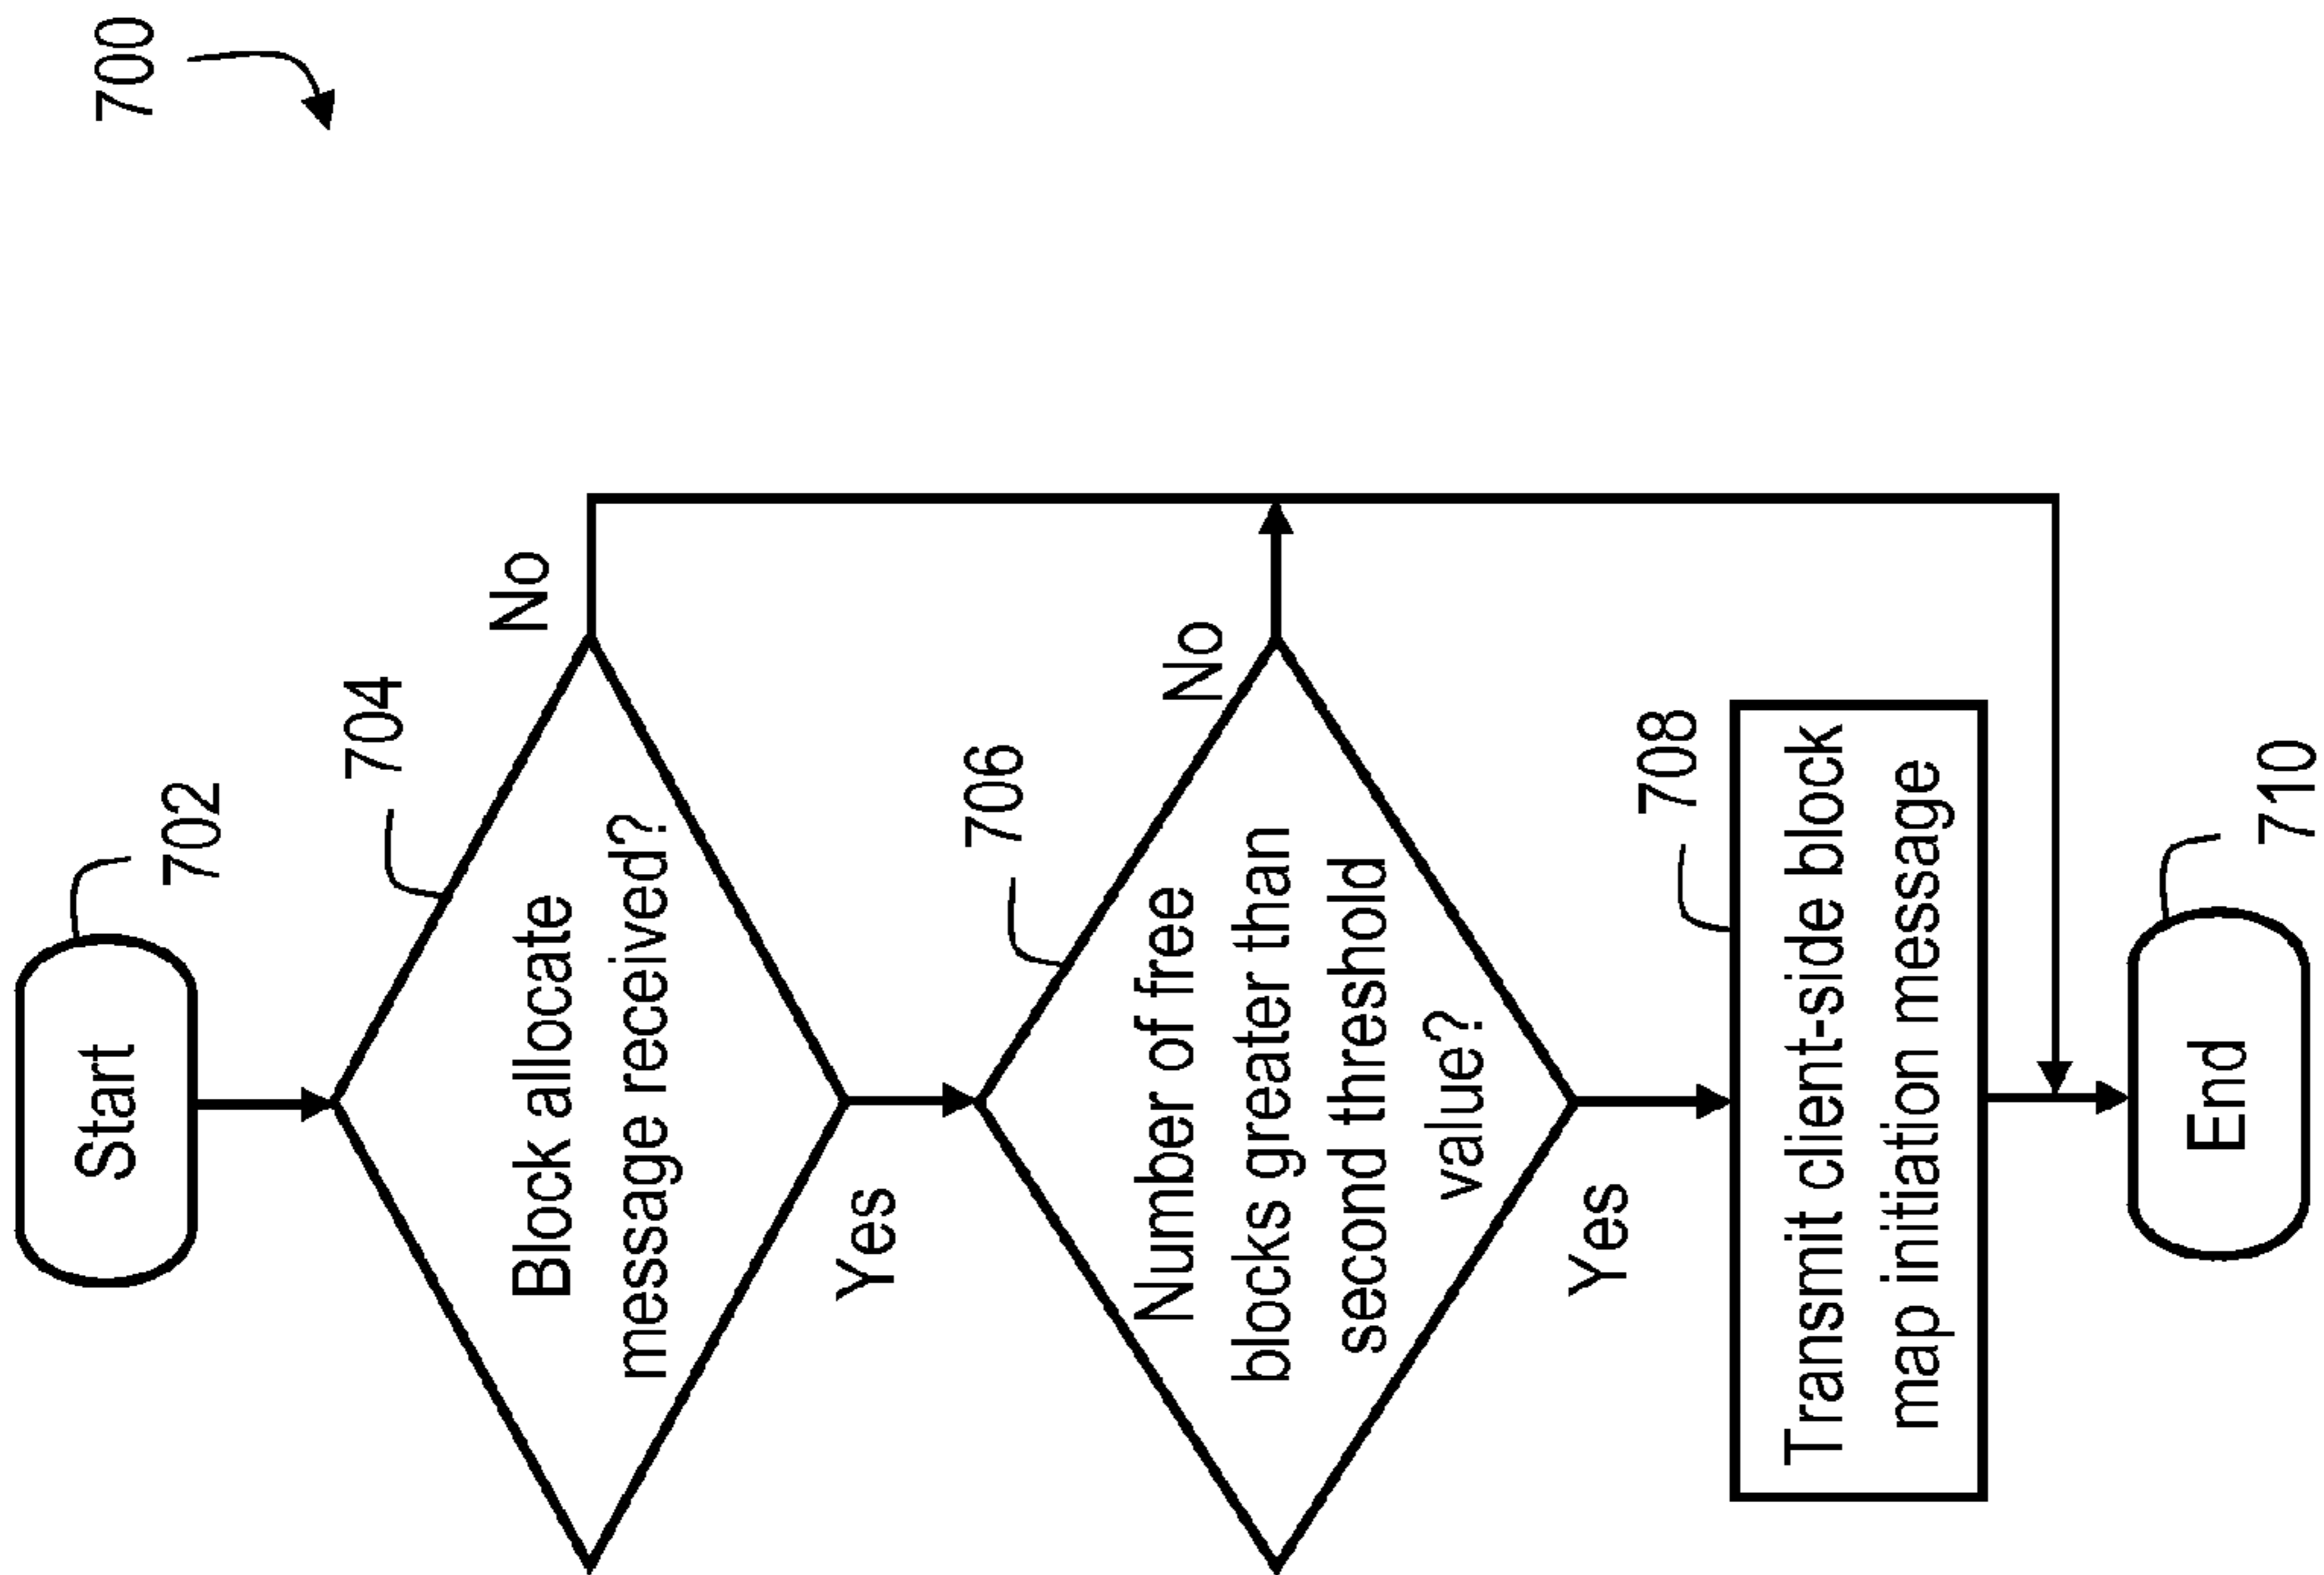 700
Start
702
704
Block allocate
message received?
No
Yes
706
Number of free
blocks greater than
second threshold
value?
No
Yes
708
Transmit client-side block
map initiation message
End
710